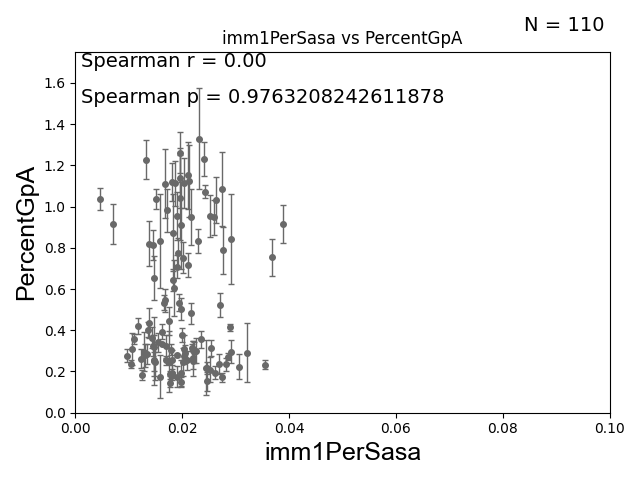 N = 110
imm1PerSasa vs PercentGpA
Spearman r = 0.00
Spearman p = 0.9763208242611878
PercentGpA
1.6
1.4
1.2
1.0
0.8
0.6
0.4
0.2
0.0
0.00 0.02 0.04 0.06 0.08 0.10
imm1PerSasa